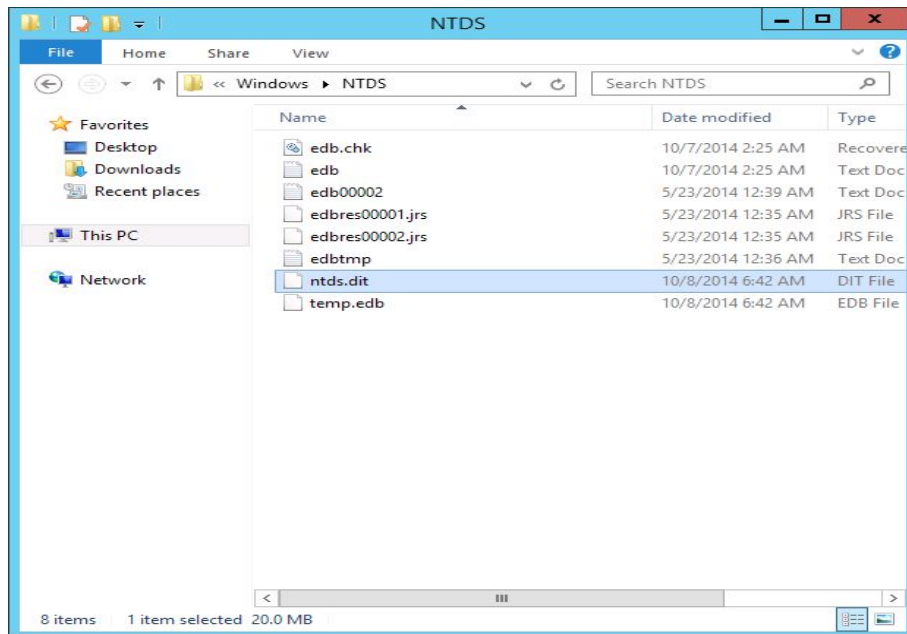 NTDS
File Home Share View
« Windows ▸ NTDS Search NTDS
Favorites
Desktop
Downloads
Recent places
This PC
Network
Name Date modified Type
edb.chk 10/7/2014 2:25 AM Recovere
edb 10/7/2014 2:25 AM Text Doc
edb00002 5/23/2014 12:39 AM Text Doc
edbres00001.jrs 5/23/2014 12:35 AM JRS File
edbres00002.jrs 5/23/2014 12:35 AM JRS File
edbtmp 5/23/2014 12:36 AM Text Doc
ntds.dit 10/8/2014 6:42 AM DIT File
temp.edb 10/8/2014 6:42 AM EDB File
8 items 1 item selected 20.0 MB